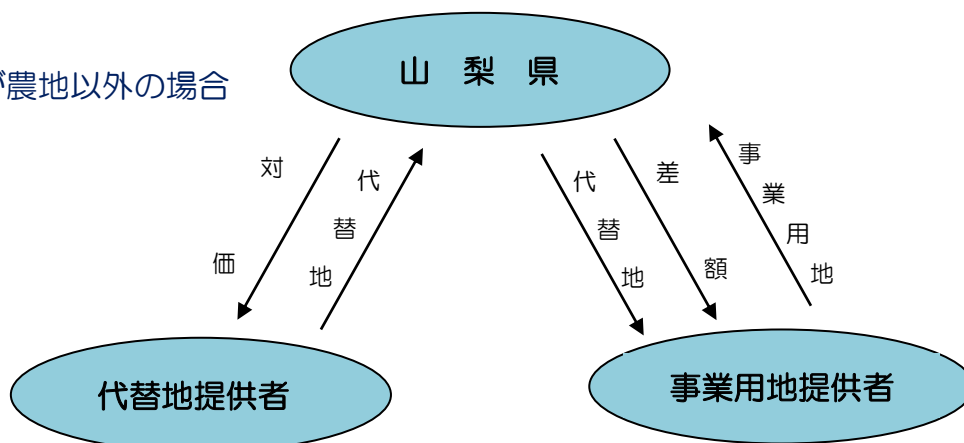 山 梨 県
が農地以外の場合
対価
代替地
代替地
差額
事業用地
代替地提供者
事業用地提供者